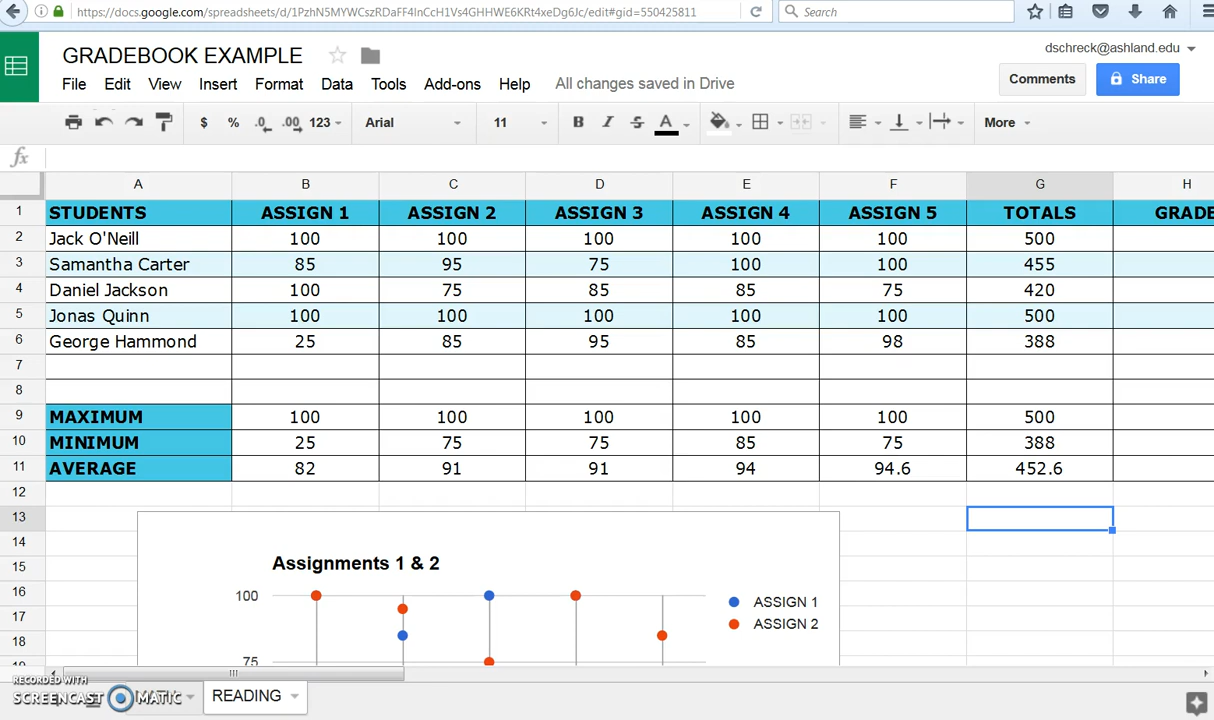 https://docs.google.com/spreadsheets/d/1PzhN5MYWCszRDaFF4InCcH1Vs4GHHWE6KRt4xeDg6Jc/edit#gid=550425811 Search
GRADEBOOK EXAMPLE
dschreck@ashland.edu
File Edit View Insert Format Data Tools Add-ons Help All changes saved in Drive
Comments Share
$ % .0 .00 123 Arial 11 B I S A More
fx
A B C D E F G H
1 STUDENTS ASSIGN 1 ASSIGN 2 ASSIGN 3 ASSIGN 4 ASSIGN 5 TOTALS GRADE
2 Jack O'Neill 100 100 100 100 100 500
3 Samantha Carter 85 95 75 100 100 455
4 Daniel Jackson 100 75 85 85 75 420
5 Jonas Quinn 100 100 100 100 100 500
6 George Hammond 25 85 95 85 98 388
7
8
9 MAXIMUM 100 100 100 100 100 500
10 MINIMUM 25 75 75 85 75 388
11 AVERAGE 82 91 91 94 94.6 452.6
12
13
14
15
16
17
18
19
Assignments 1 & 2
100
75
ASSIGN 1
ASSIGN 2
RECORDED WITH
SCREENCAST MATIC
READING